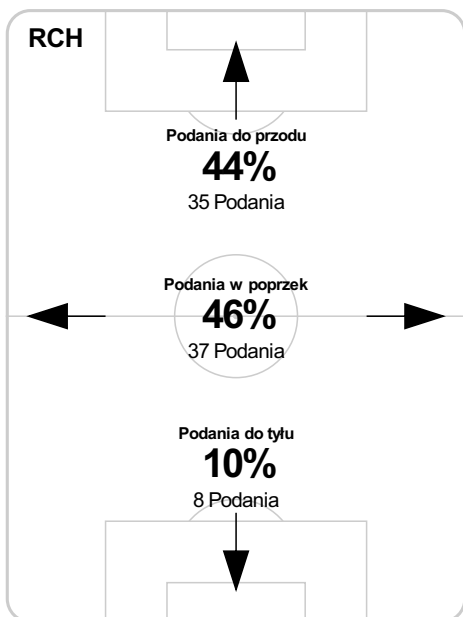 RCH
Podania do przodu
44%
35 Podania
Podania w poprzek
46%
37 Podania
Podania do tyłu
10%
8 Podania